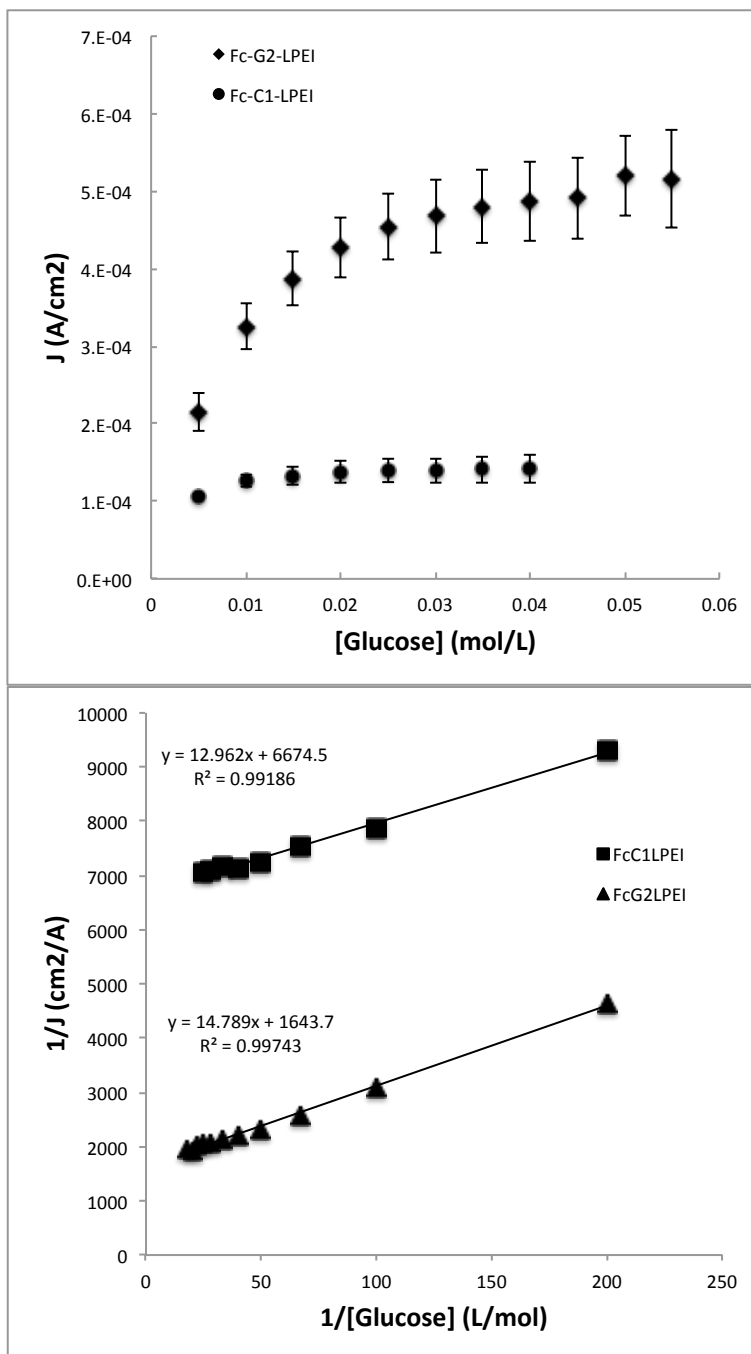 7.E-04
Fc-G2-LPEI
Fc-C1-LPEI
6.E-04
5.E-04
4.E-04
3.E-04
2.E-04
1.E-04
0.E+00
J (A/cm2)
0 0.01 0.02 0.03 0.04 0.05 0.06
[Glucose] (mol/L)
10000
y = 12.962x + 6674.5
R² = 0.99186
9000
8000
7000
FcC1LPEI
FcG2LPEI
6000
5000
y = 14.789x + 1643.7
R² = 0.99743
4000
3000
2000
1000
0
1/J (cm2/A)
0 50 100 150 200 250
1/[Glucose] (L/mol)